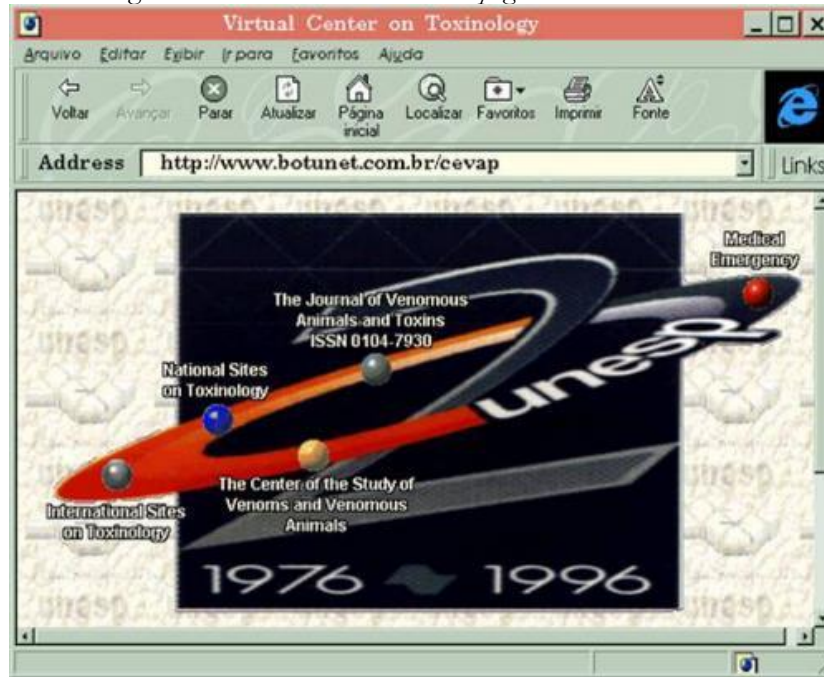 Virtual Center on Toxinology
Arquivo Editar Exibir Ir para Favoritos Ajuda
Voltar Avançar Parar Atualizar Página inicial Localizar Favoritos Imprimir Fonte
Address http://www.botunet.com.br/cevap Links
Medical
Emergency
The Journal of Venomous
Animals and Toxins
ISSN 0104-7930
National Sites
on Toxinology
unesp
The Center of the Study of
Venoms and Venomous
Animals
International Sites
on Toxinology
1976 1996